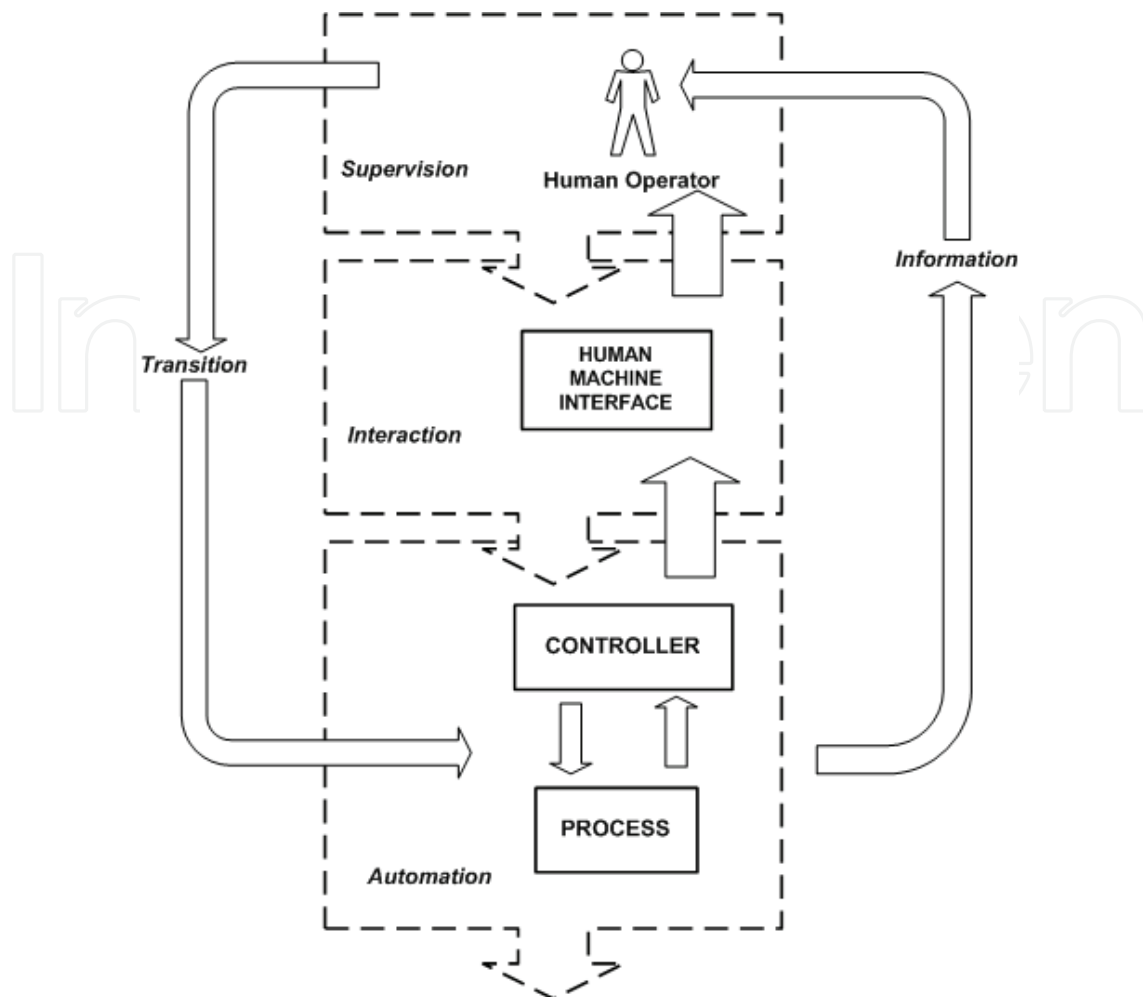 Supervision
Human Operator
Information
Transition
HUMAN
MACHINE
INTERFACE
Interaction
CONTROLLER
PROCESS
Automation